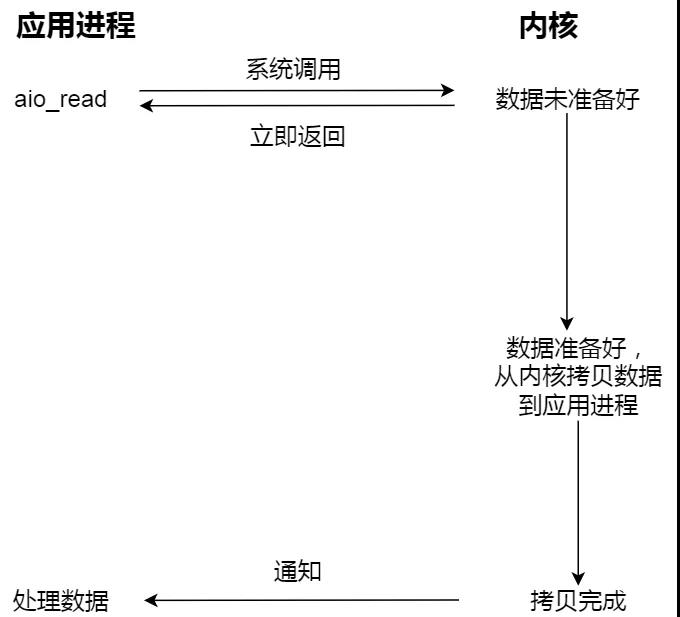 应用进程
内核
系统调用
aio_read
数据未准备好
立即返回
数据准备好，
从内核拷贝数据
到应用进程
通知
处理数据
拷贝完成